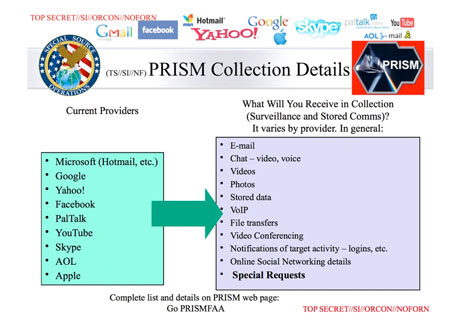 TOP SECRET//SI//ORCON//NOFORN
Gmail
facebook
Hotmail
YAHOO!
Google
skype
paltalk.com
YouTube
AOL mail
SPECIAL SOURCE OPERATIONS
(TS//SI//NF) PRISM Collection Details
PRISM
Current Providers
• Microsoft (Hotmail, etc.)
• Google
• Yahoo!
• Facebook
• PalTalk
• YouTube
• Skype
• AOL
• Apple
What Will You Receive in Collection
(Surveillance and Stored Comms)?
It varies by provider. In general:
• E-mail
• Chat – video, voice
• Videos
• Photos
• Stored data
• VoIP
• File transfers
• Video Conferencing
• Notifications of target activity – logins, etc.
• Online Social Networking details
• Special Requests
Complete list and details on PRISM web page:
Go PRISMFAA
TOP SECRET//SI//ORCON//NOFORN